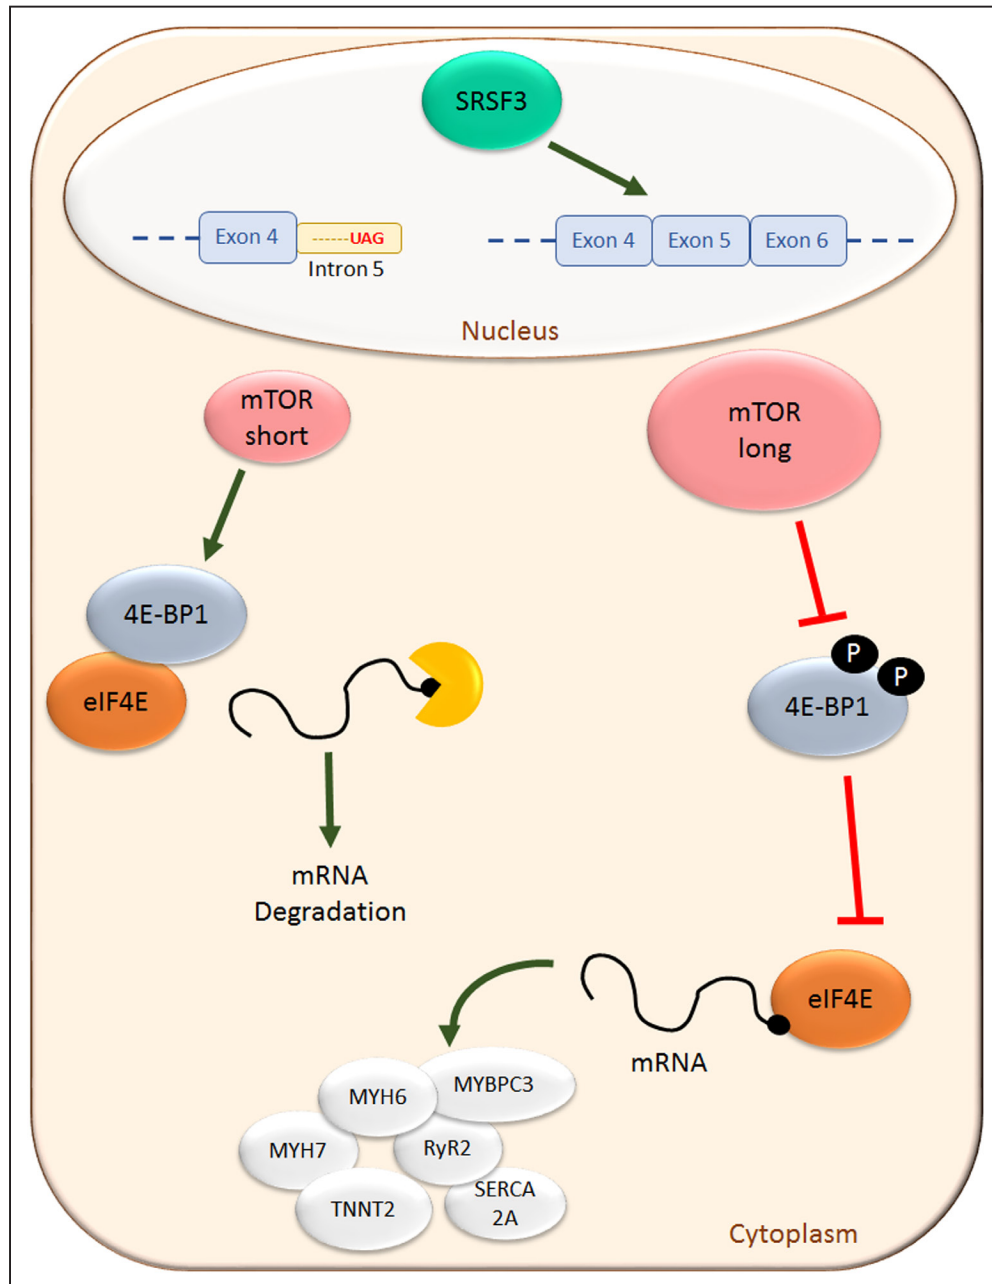 SRSF3
Exon 4
------UAG
Intron 5
Exon 4
Exon 5
Exon 6
Nucleus
mTOR
short
mTOR
long
4E-BP1
eIF4E
P
P
4E-BP1
mRNA
Degradation
eIF4E
mRNA
MYH6
MYBPC3
MYH7
RyR2
TNNT2
SERCA
2A
Cytoplasm